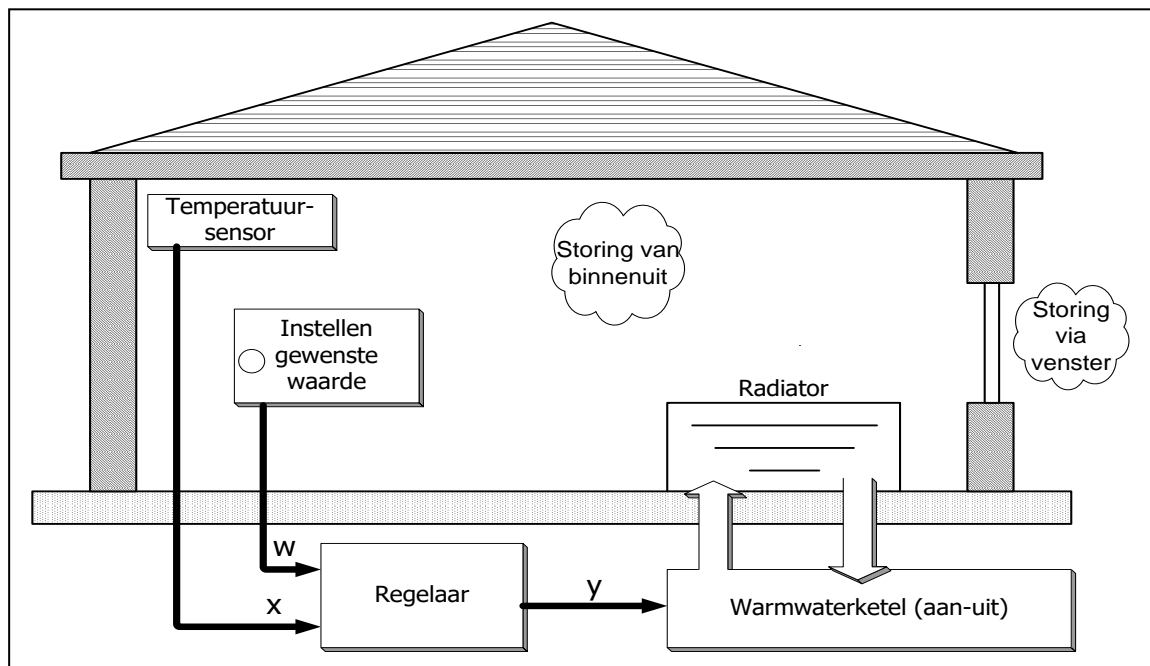 Temperatuur-
sensor
Storing van
binnenuit
Instellen
gewenste
waarde
Storing
via
venster
Radiator
w
x
Regelaar
y
Warmwaterketel (aan-uit)